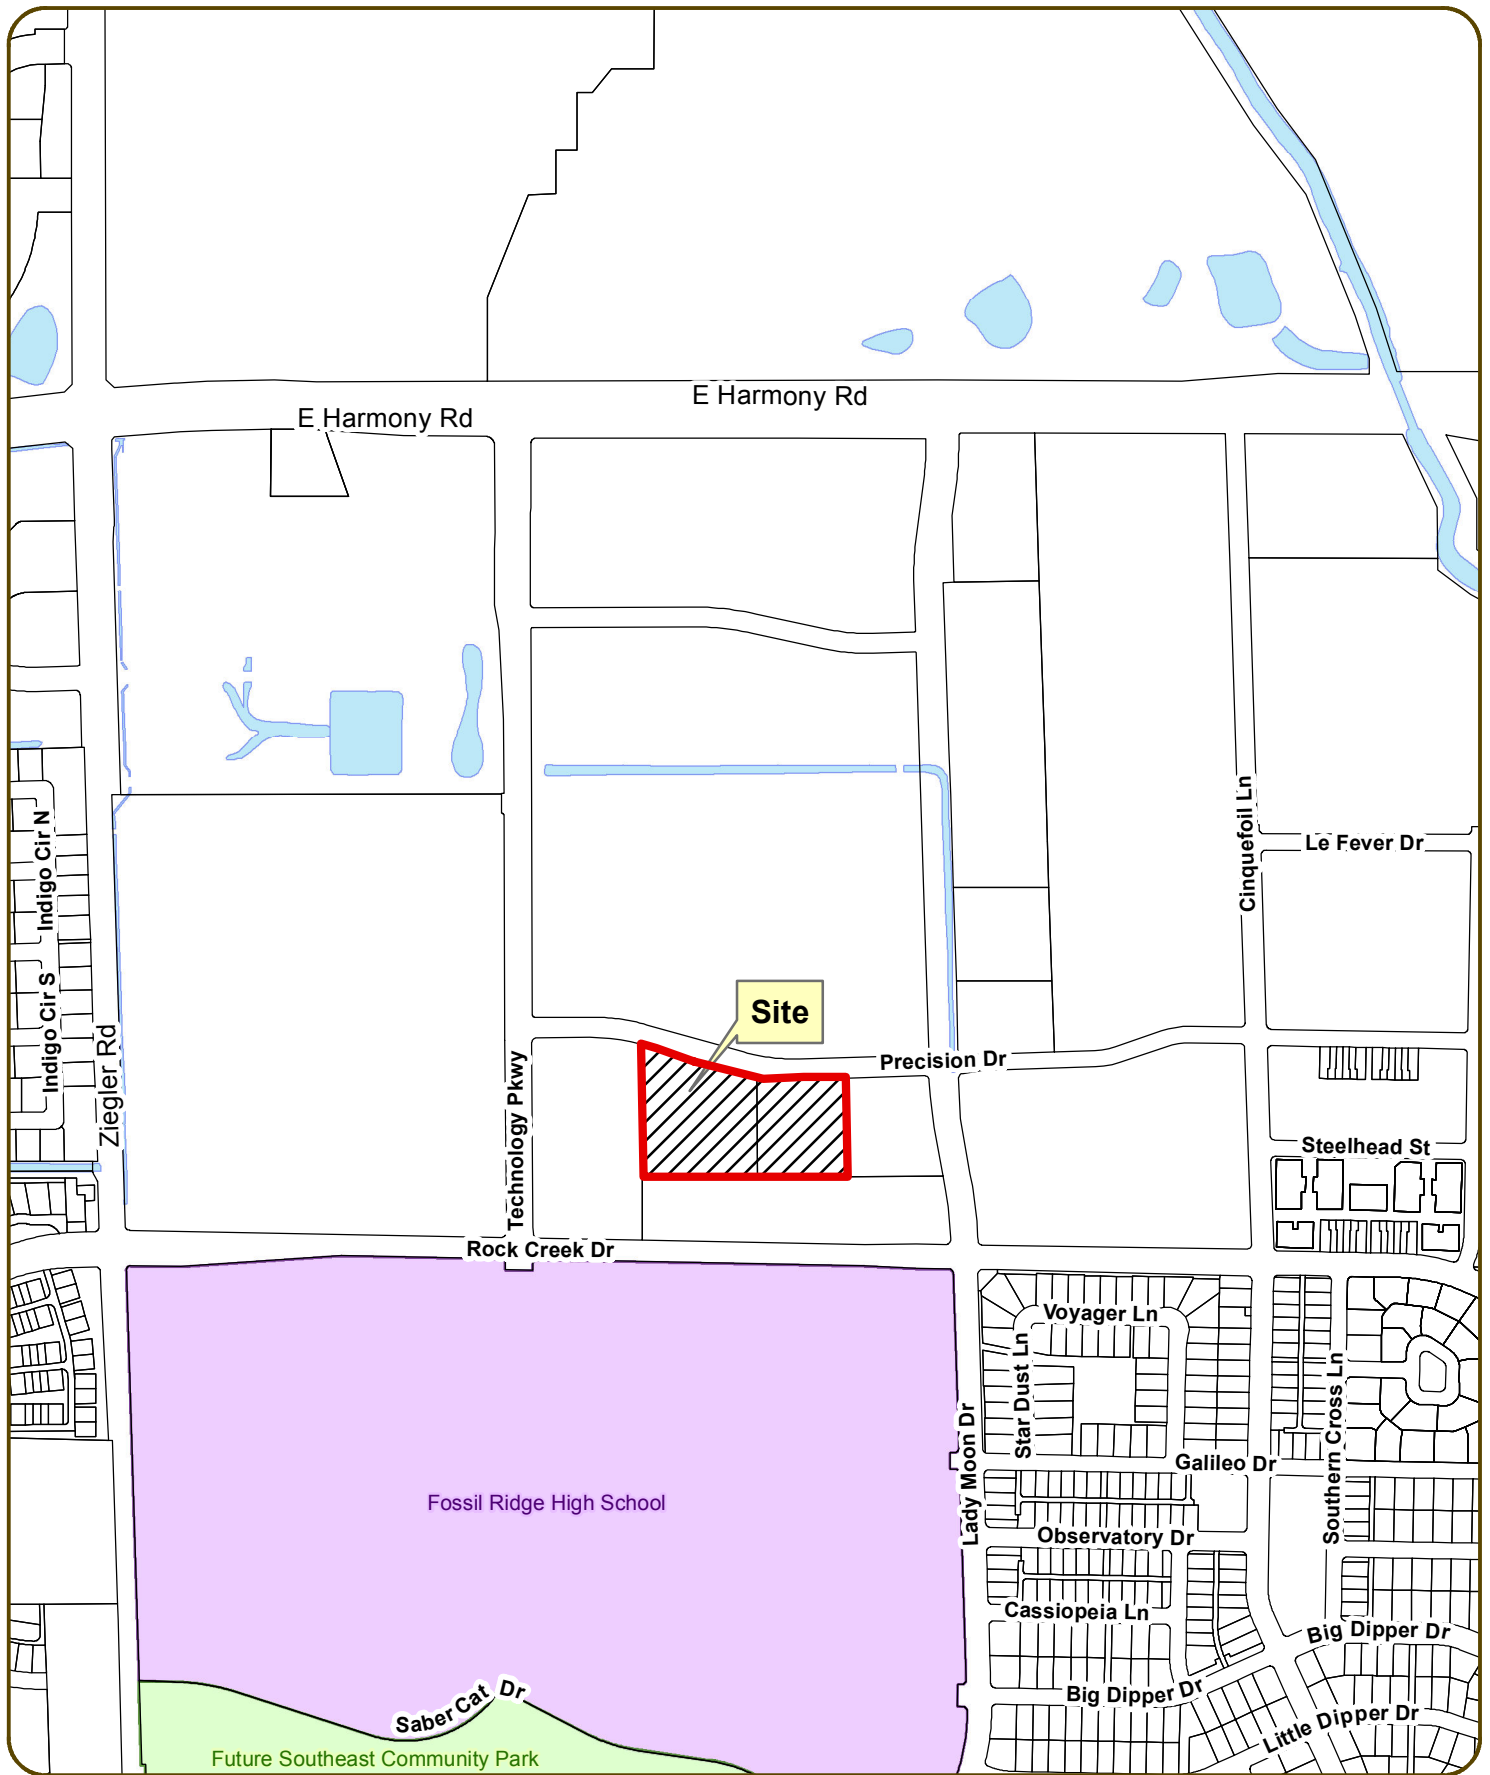 E Harmony Rd
E Harmony Rd
Cinquefoil Ln
Le Fever Dr
Indigo Cir N
Indigo Cir S
Ziegler Rd
Site
Precision Dr
Technology Pkwy
Steelhead St
Rock Creek Dr
Voyager Ln
Star Dust Ln
Southern Cross Ln
Lady Moon Dr
Galileo Dr
Fossil Ridge High School
Observatory Dr
Cassiopeia Ln
Big Dipper Dr
Big Dipper Dr
Saber Cat Dr
Little Dipper Dr
Future Southeast Community Park